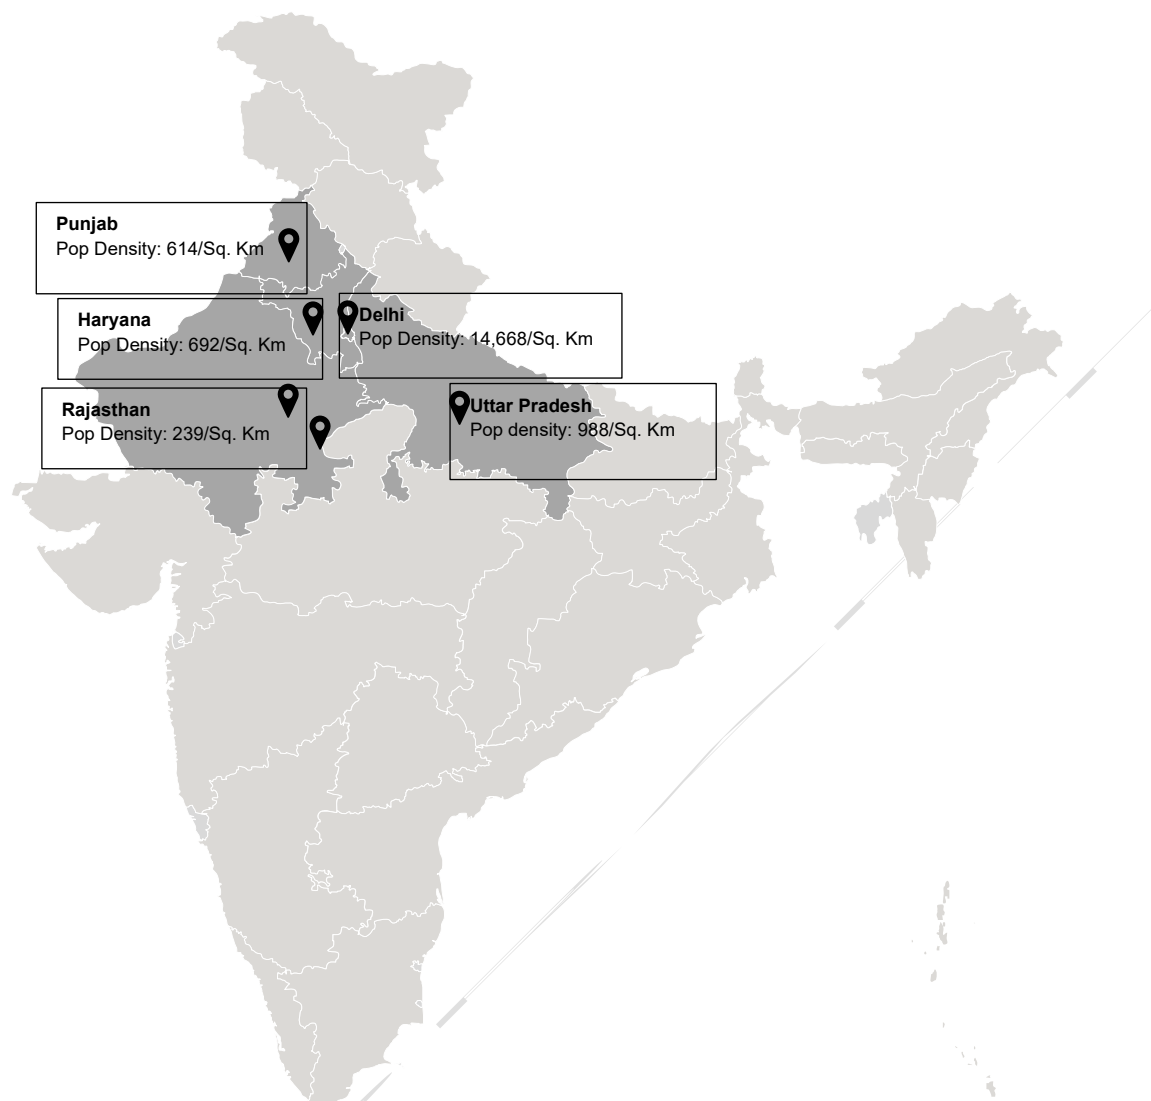 Punjab
Pop Density: 614/Sq. Km
Haryana
Pop Density: 692/Sq. Km
Delhi
Pop Density: 14,668/Sq. Km
Rajasthan
Pop Density: 239/Sq. Km
Uttar Pradesh
Pop density: 988/Sq. Km